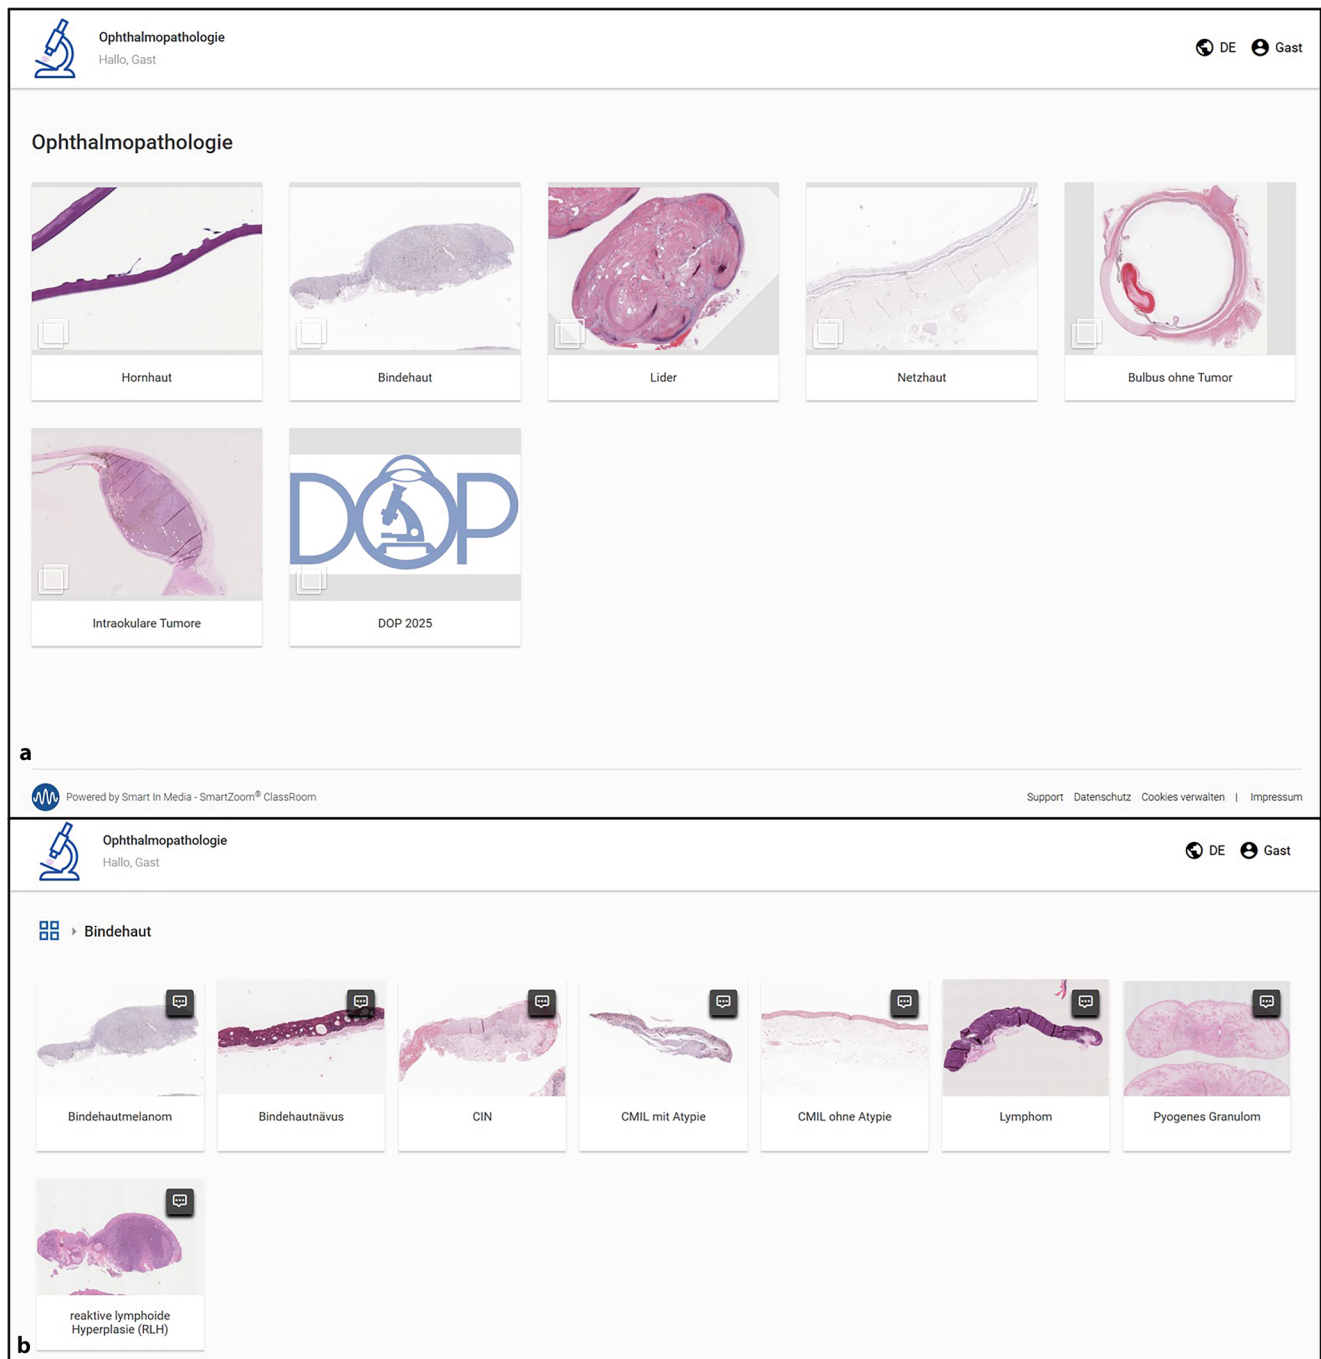 Ophthalmopathologie
Hallo, Gast
DE
Gast
Ophthalmopathologie
Hornhaut
Bindehaut
Lider
Netzhaut
Bulbus ohne Tumor
DOP
Intraokulare Tumore
DOP 2025
a
Powered by Smart In Media - SmartZoom® ClassRoom
Support Datenschutz Cookies verwalten | Impressum
Ophthalmopathologie
Hallo, Gast
DE
Gast
Bindehaut
Bindehautmelanom
Bindehautnävus
CIN
CMIL mit Atypie
CMIL ohne Atypie
Lymphom
Pyogenes Granulom
reaktive lymphoide
Hyperplasie (RLH)
b